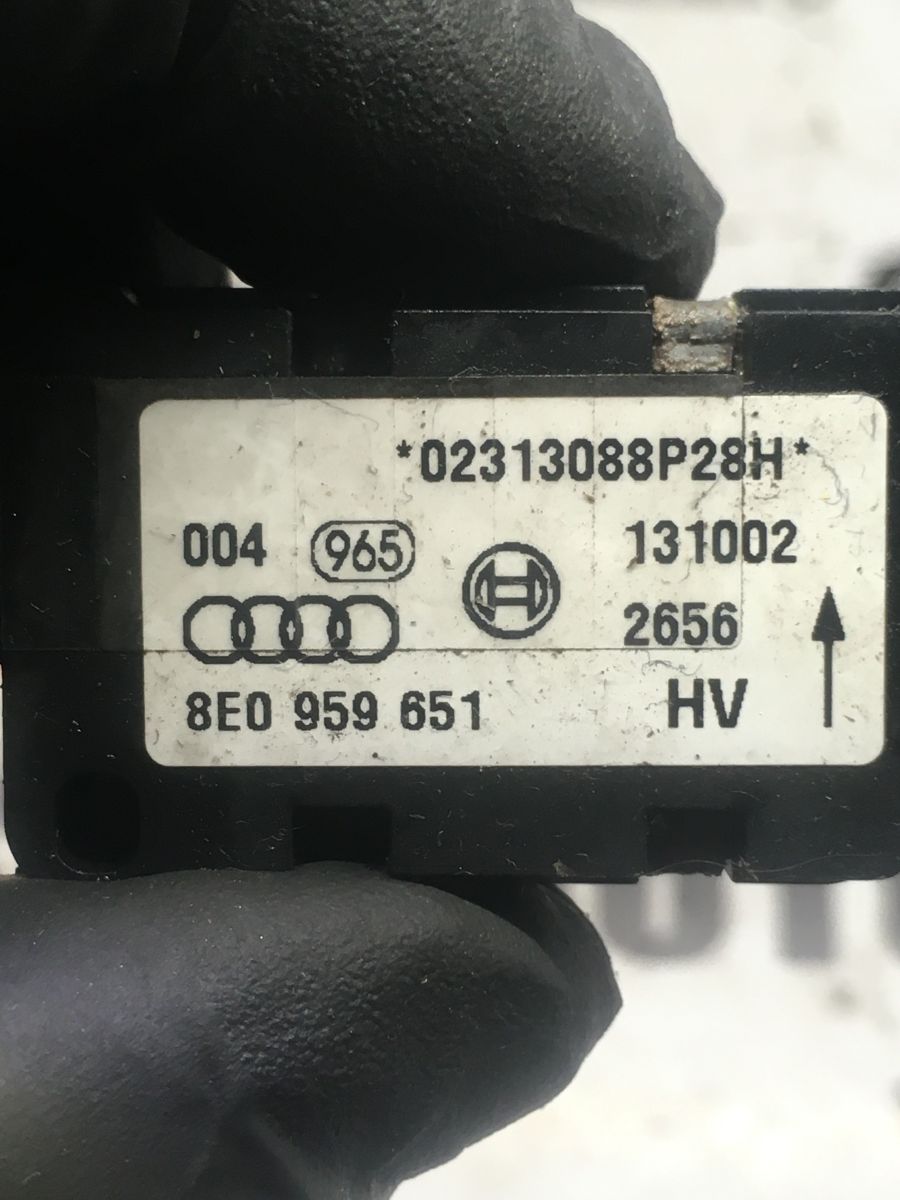 *02313088P28H*
004 965 131002
2656
8E0 959 651 HV